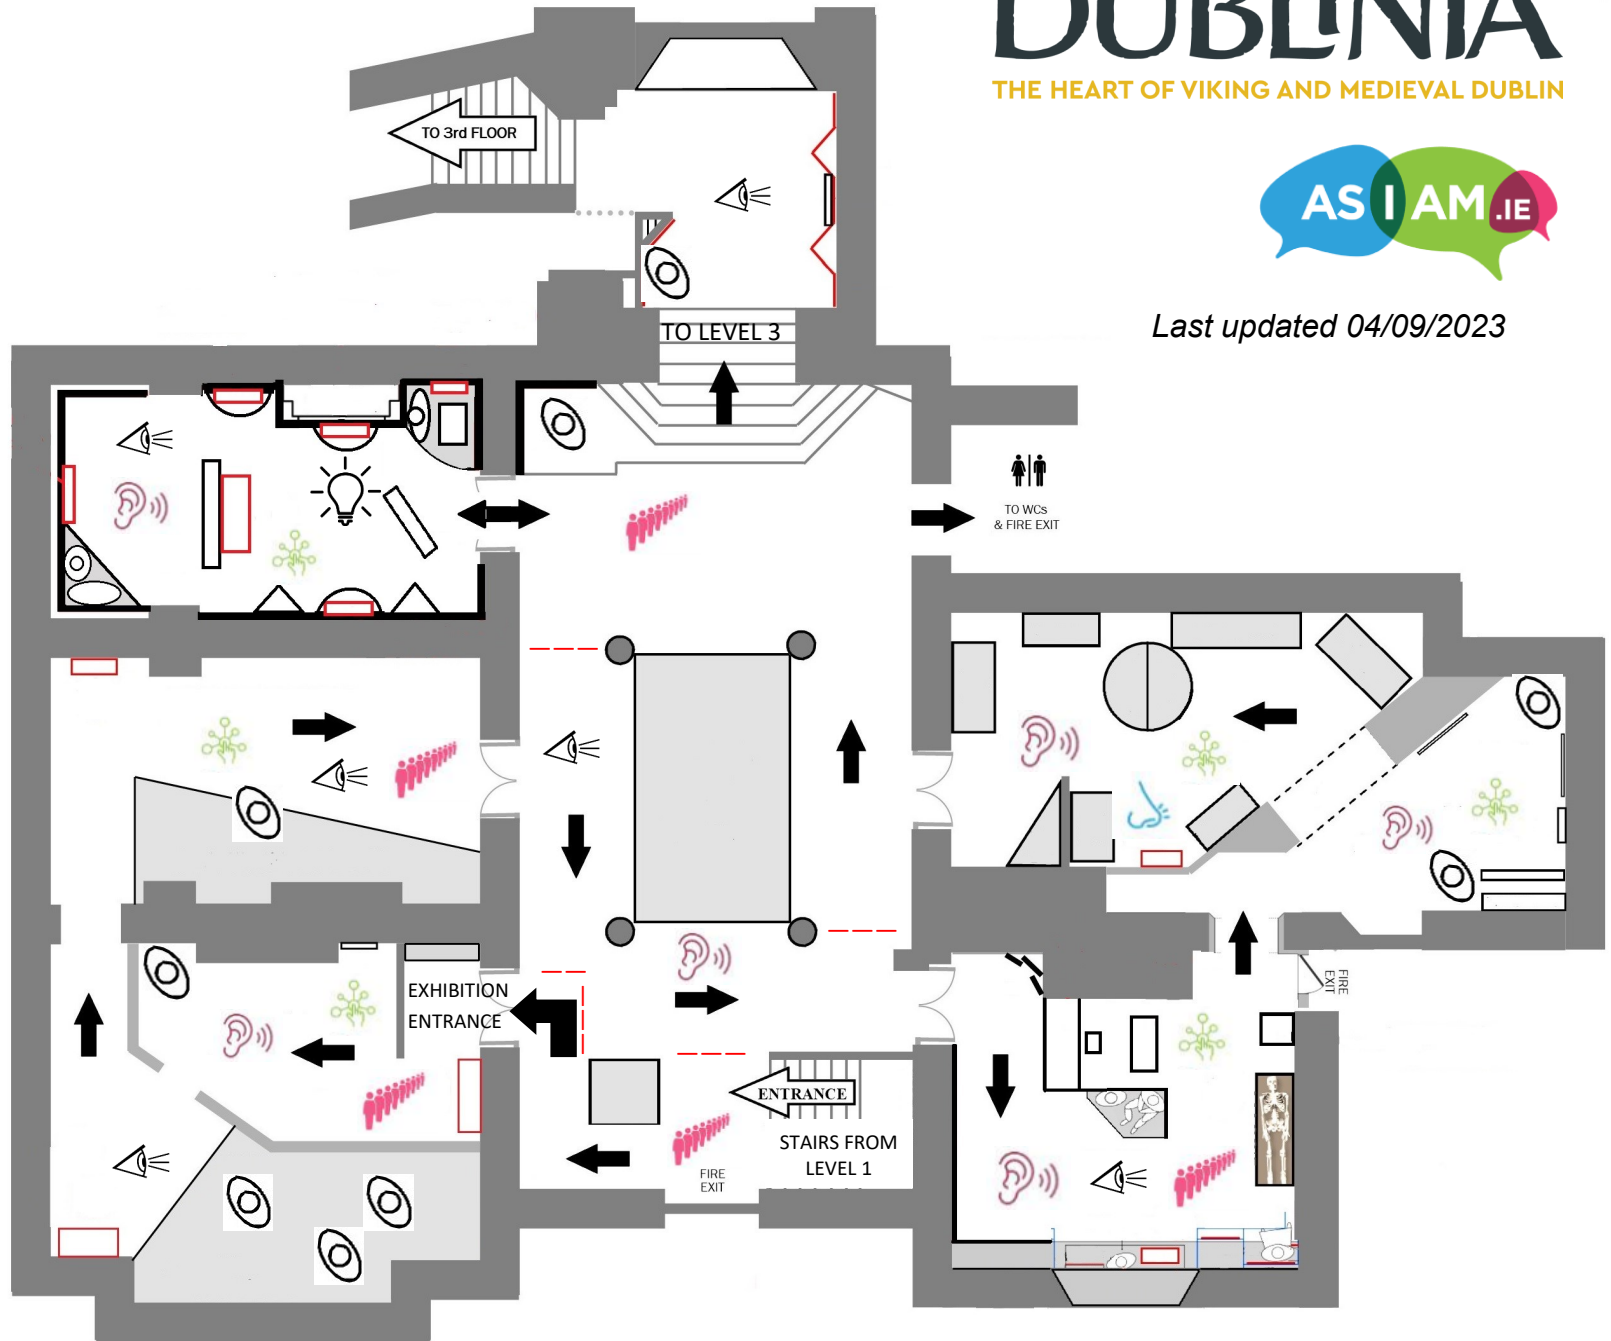 DUBLINIA
THE HEART OF VIKING AND MEDIEVAL DUBLIN
TO 3rd FLOOR
AS I AM.IE
Last updated 04/09/2023
TO LEVEL 3
TO WCs
& FIRE EXIT
FIRE
EXIT
EXHIBITION
ENTRANCE
ENTRANCE
STAIRS FROM
LEVEL 1
FIRE
EXIT